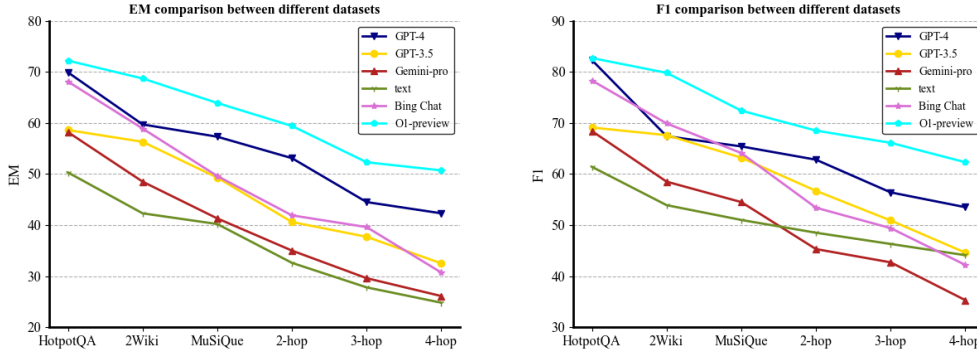 EM comparison between different datasets
80
70
60
50
40
30
20
EM
HotpotQA 2Wiki MuSiQue 2-hop 3-hop 4-hop
GPT-4
GPT-3.5
Gemini-pro
text
Bing Chat
O1-preview
F1 comparison between different datasets
90
80
70
60
50
40
30
F1
HotpotQA 2Wiki MuSiQue 2-hop 3-hop 4-hop
GPT-4
GPT-3.5
Gemini-pro
text
Bing Chat
O1-preview